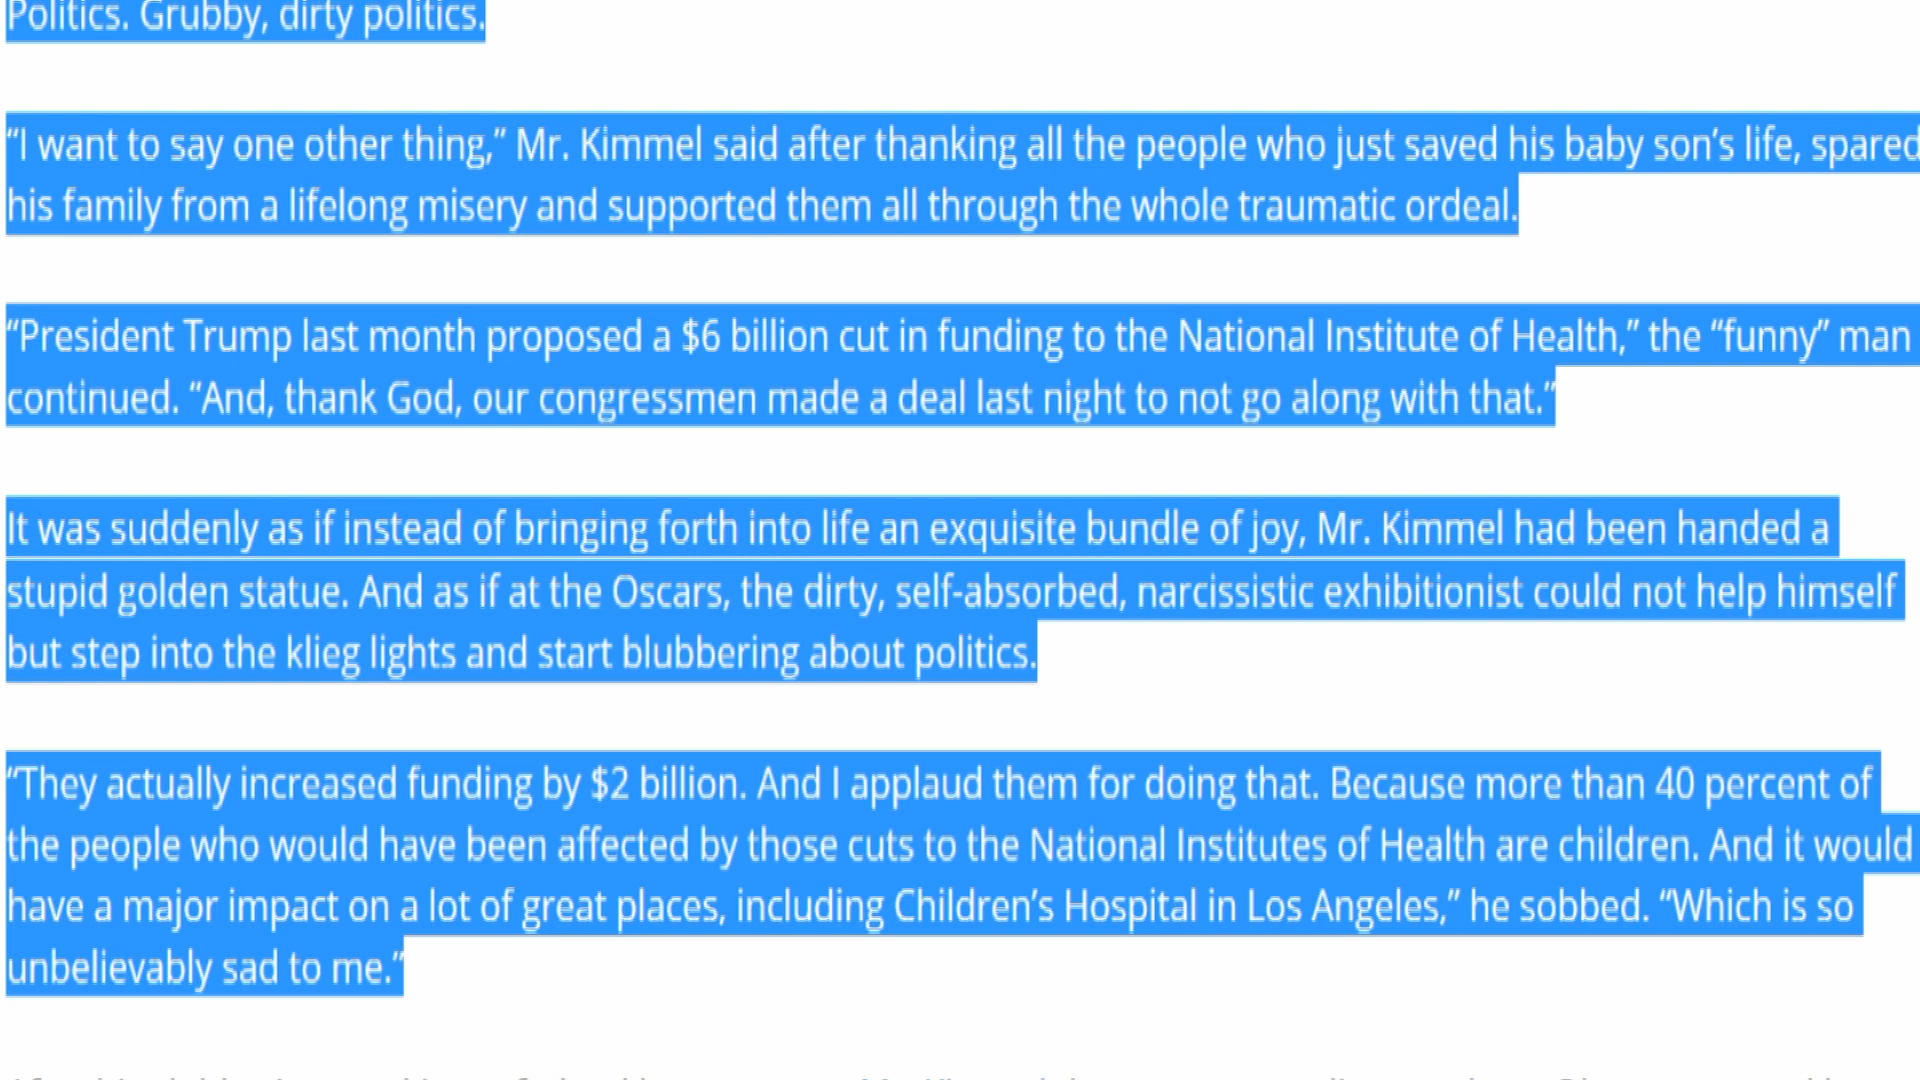 Politics. Grubby, dirty politics.
“I want to say one other thing,” Mr. Kimmel said after thanking all the people who just saved his baby son’s life, spared
his family from a lifelong misery and supported them all through the whole traumatic ordeal.
“President Trump last month proposed a $6 billion cut in funding to the National Institute of Health,” the “funny” man
continued. “And, thank God, our congressmen made a deal last night to not go along with that.”
It was suddenly as if instead of bringing forth into life an exquisite bundle of joy, Mr. Kimmel had been handed a
stupid golden statue. And as if at the Oscars, the dirty, self-absorbed, narcissistic exhibitionist could not help himself
but step into the klieg lights and start blubbering about politics.
“They actually increased funding by $2 billion. And I applaud them for doing that. Because more than 40 percent of
the people who would have been affected by those cuts to the National Institutes of Health are children. And it would
have a major impact on a lot of great places, including Children’s Hospital in Los Angeles,” he sobbed. “Which is so
unbelievably sad to me.”